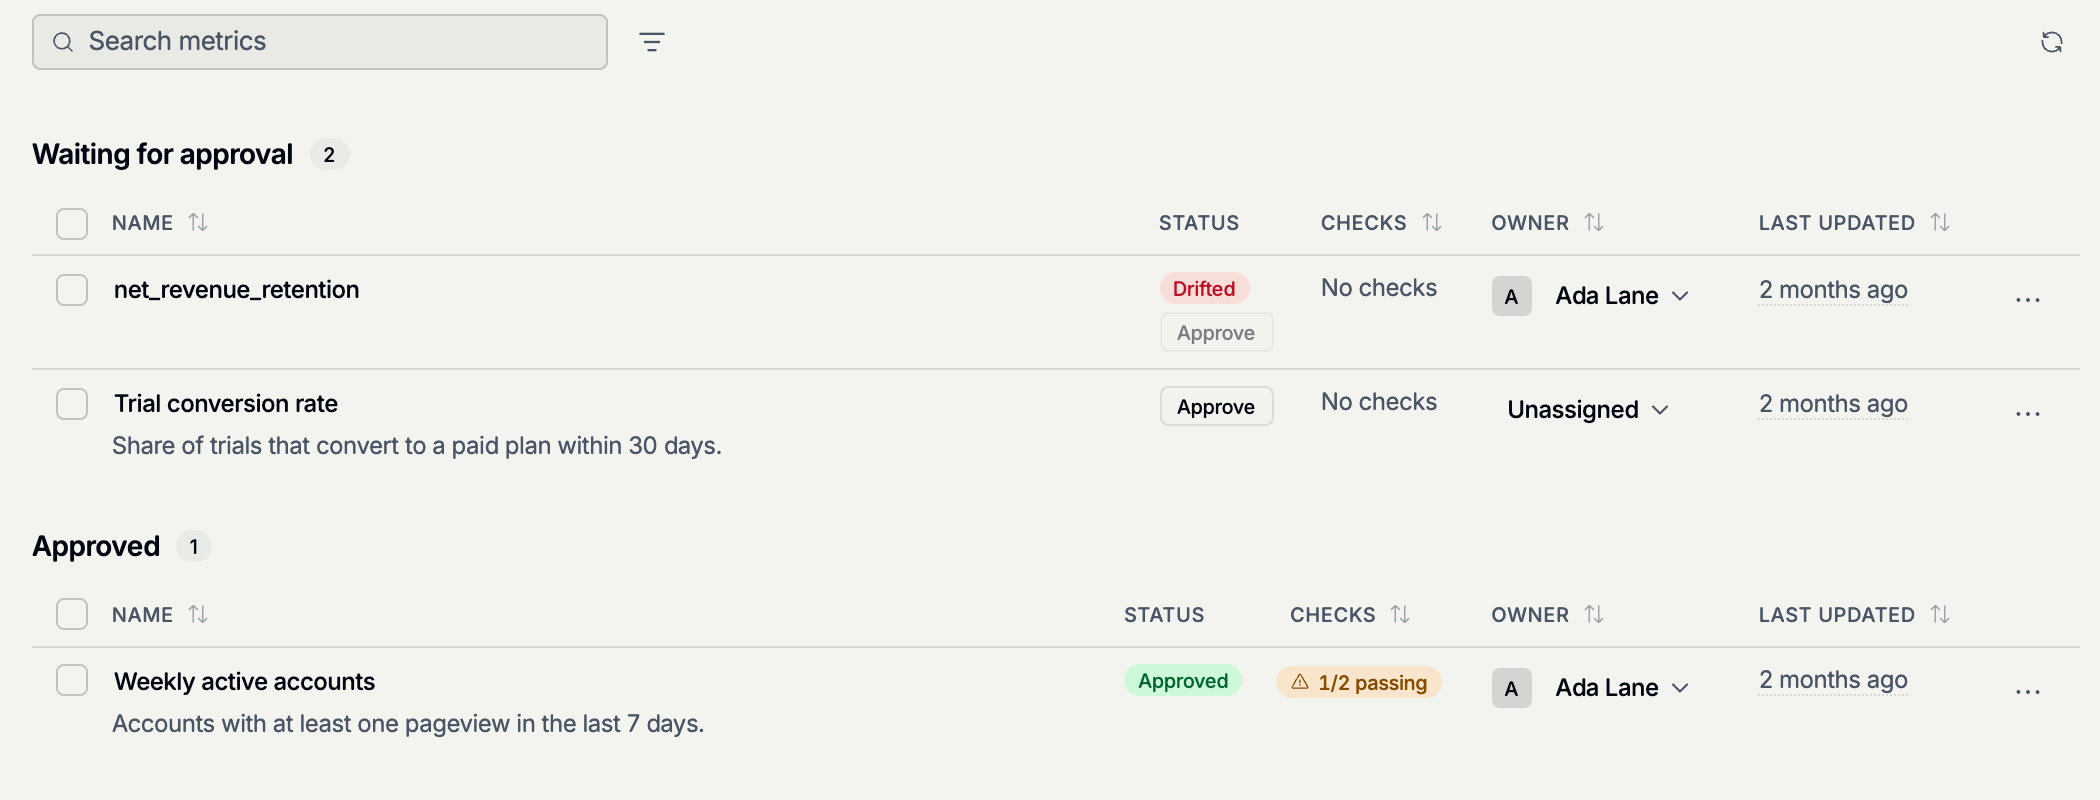 Search metrics
Waiting for approval 2
NAME STATUS CHECKS OWNER LAST UPDATED
net_revenue_retention Drifted No checks A Ada Lane 2 months ago ...
Approve
Trial conversion rate Approve No checks Unassigned 2 months ago ...
Share of trials that convert to a paid plan within 30 days.
Approved 1
NAME STATUS CHECKS OWNER LAST UPDATED
Weekly active accounts Approved 1/2 passing A Ada Lane 2 months ago ...
Accounts with at least one pageview in the last 7 days.